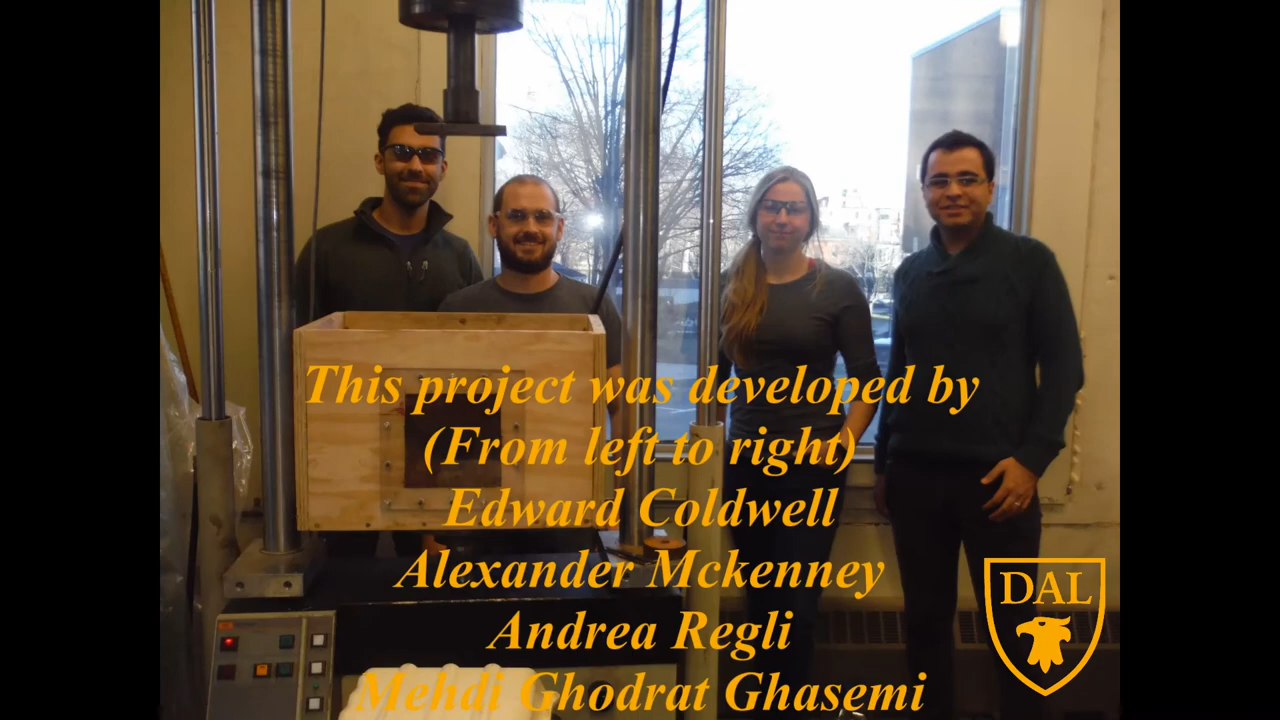 This project was developed by
(From left to right)
Edward Coldwell
Alexander Mckenney
Andrea Regli
Mehdi Ghodrat Ghasemi
DAL